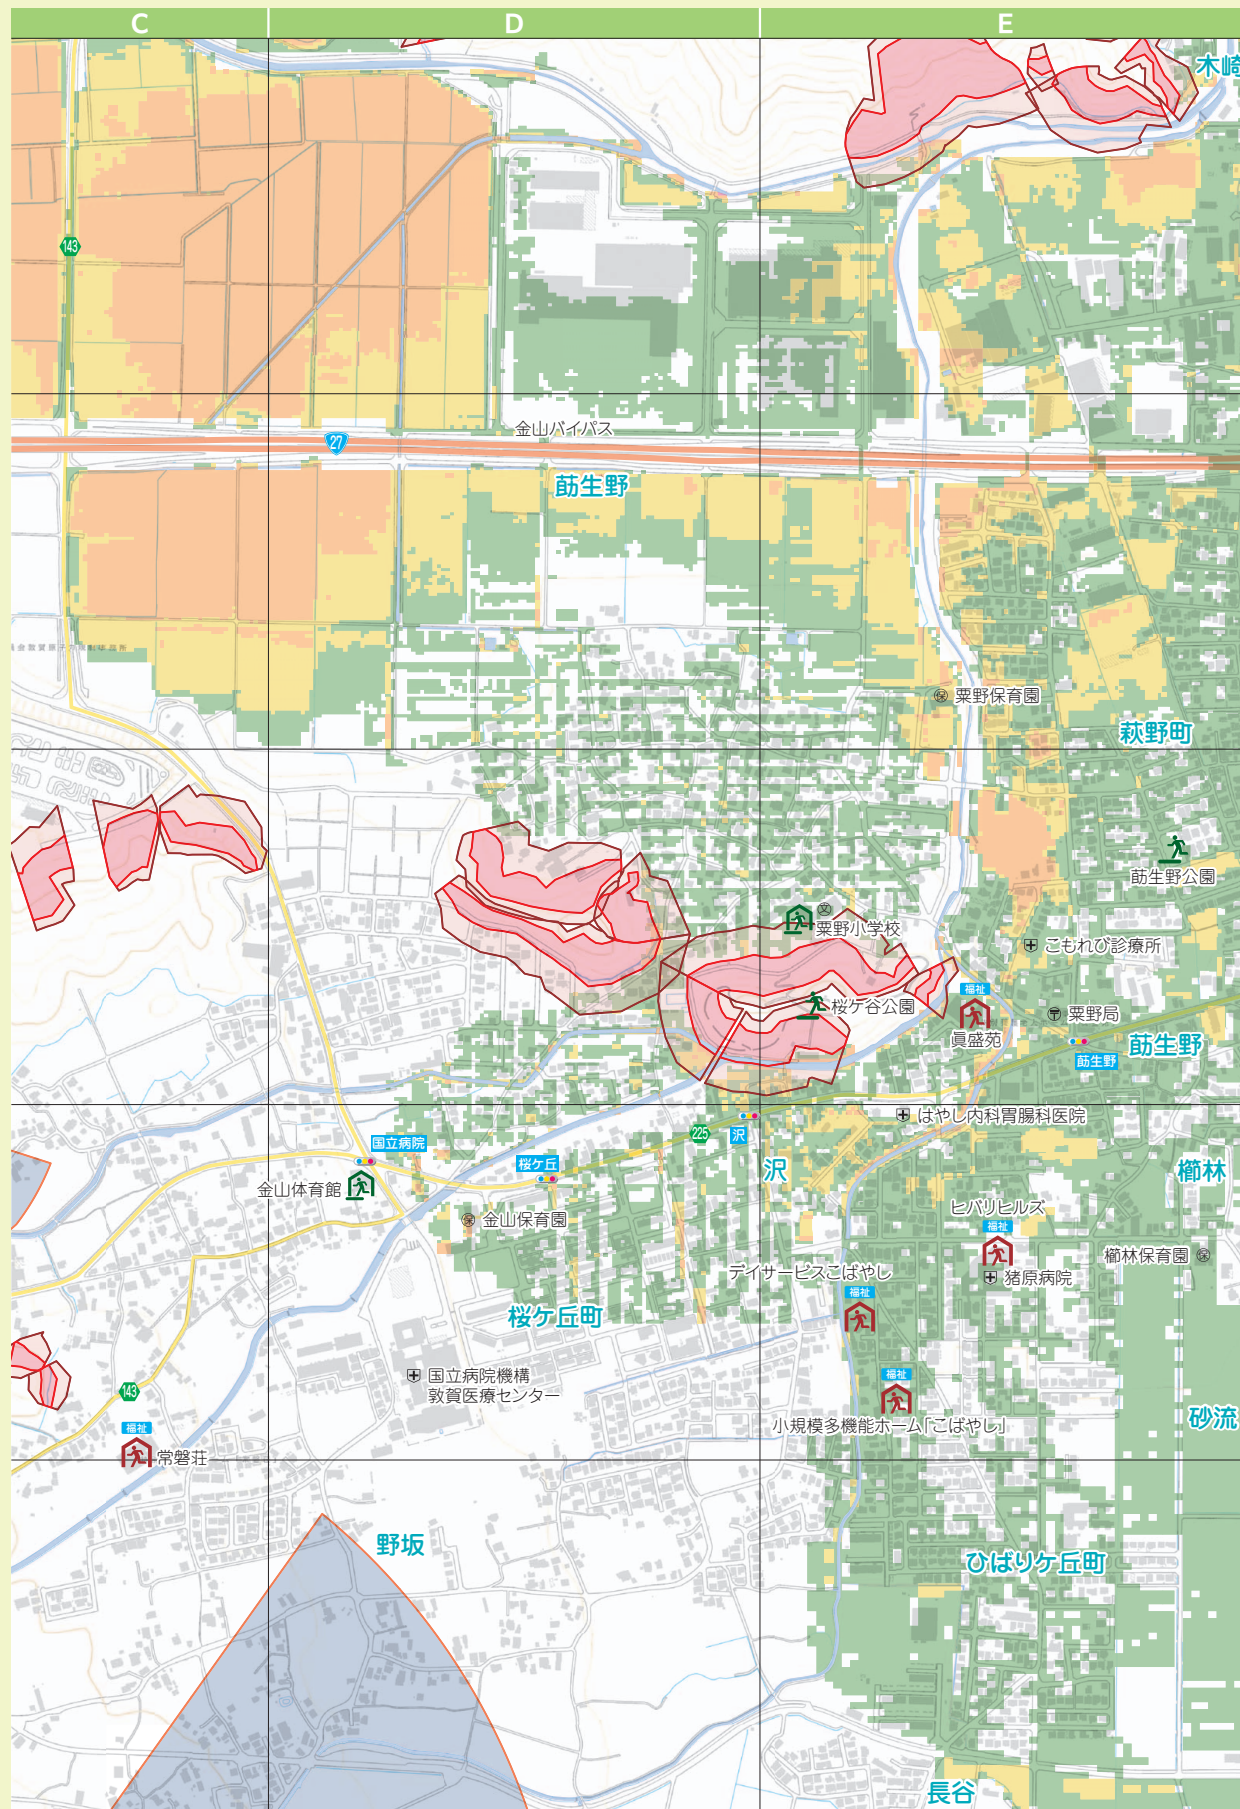 C
D
E
木崎
143
金山バイパス
27
莇生野
粟野保育園
萩野町
莇生野公園
文
粟野小学校
こもれび診療所
桜ケ谷公園
福祉
眞盛苑
粟野局
莇生野
莇生野
はやし内科胃腸科医院
225
沢
国立病院
桜ケ丘
沢
櫛林
金山体育館
金山保育園
ヒバリヒルズ
福祉
猪原病院
櫛林保育園
デイサービスこばやし
福祉
桜ケ丘町
国立病院機構
敦賀医療センター
福祉
小規模多機能ホーム「こばやし」
143
砂流
福祉
常磐荘
野坂
ひばりケ丘町
長谷